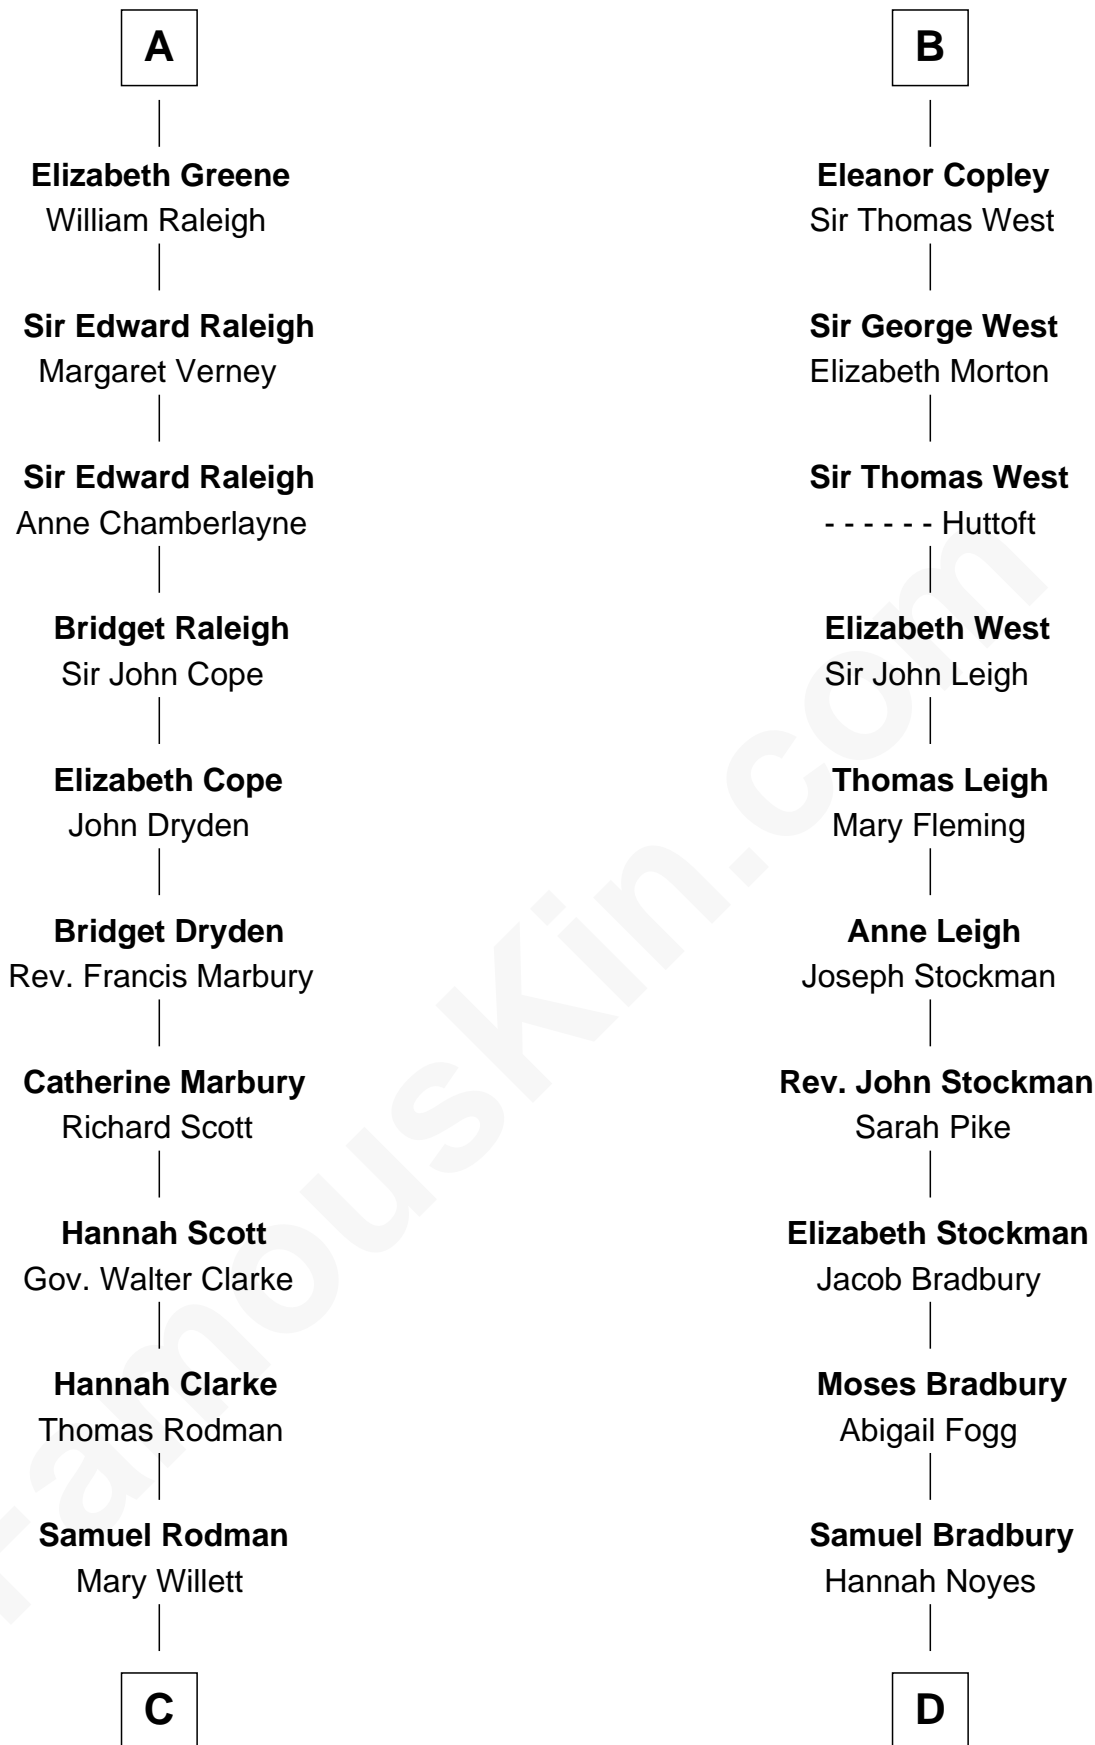 A
Elizabeth Greene
William Raleigh
Sir Edward Raleigh
Margaret Verney
Sir Edward Raleigh
Anne Chamberlayne
Bridget Raleigh
Sir John Cope
Elizabeth Cope
John Dryden
Bridget Dryden
Rev. Francis Marbury
Catherine Marbury
Richard Scott
Hannah Scott
Gov. Walter Clarke
Hannah Clarke
Thomas Rodman
Samuel Rodman
Mary Willett
C
B
Eleanor Copley
Sir Thomas West
Sir George West
Elizabeth Morton
Sir Thomas West
- - - - - - Huttoft
Elizabeth West
Sir John Leigh
Thomas Leigh
Mary Fleming
Anne Leigh
Joseph Stockman
Rev. John Stockman
Sarah Pike
Elizabeth Stockman
Jacob Bradbury
Moses Bradbury
Abigail Fogg
Samuel Bradbury
Hannah Noyes
D
FamousKin.com